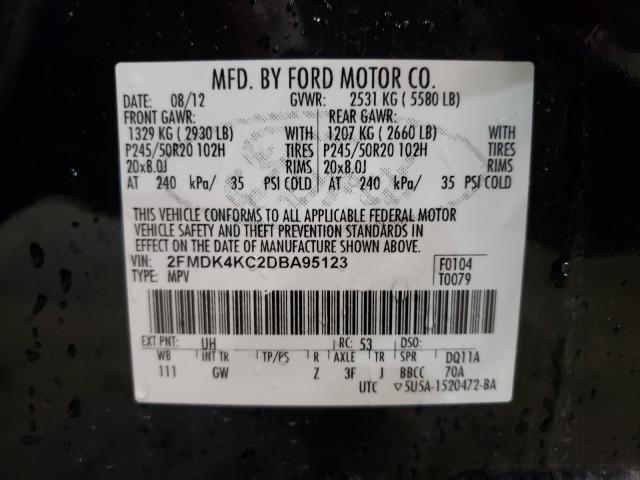 MFD. BY FORD MOTOR CO.
DATE: 08/12 GVWR: 2531 KG ( 5580 LB)
FRONT GAWR: REAR GAWR:
1329 KG ( 2930 LB) WITH 1207 KG ( 2660 LB) WITH
P245/50R20 102H TIRES P245/50R20 102H TIRES
20x8.0J RIMS 20x8.0J RIMS
AT 240 kPa/ 35 PSI COLD AT 240 kPa/ 35 PSI COLD
THIS VEHICLE CONFORMS TO ALL APPLICABLE FEDERAL MOTOR
VEHICLE SAFETY AND THEFT PREVENTION STANDARDS IN
EFFECT ON THE DATE OF MANUFACTURE SHOWN ABOVE.
VIN: 2FMDK4KC2DBA95123 F0104
TYPE: MPV T0079
EXT PNT: UH RC: 53 DSO:
WB INT TR TP/PS R AXLE TR SPR DQ11A
111 GW Z 3F J BBCC 70A
UTC ▽5U5A-1520472-BA